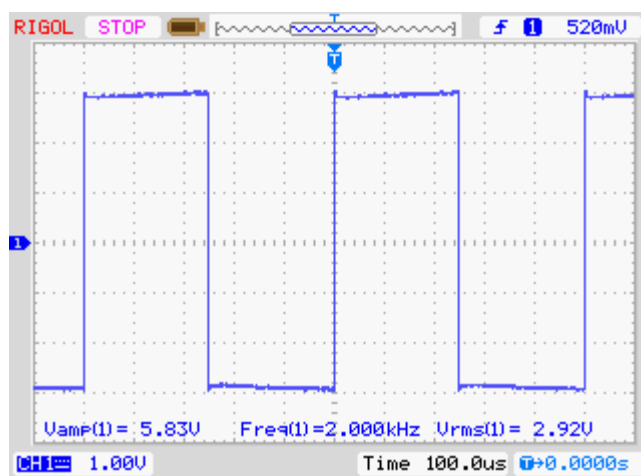 RIGOL STOP T 1 520mV
T
1
Vamp(1)= 5.83V Freq(1)=2.000kHz Vrms(1)= 2.92V
CH1 1.00V Time 100.0us T→0.0000s